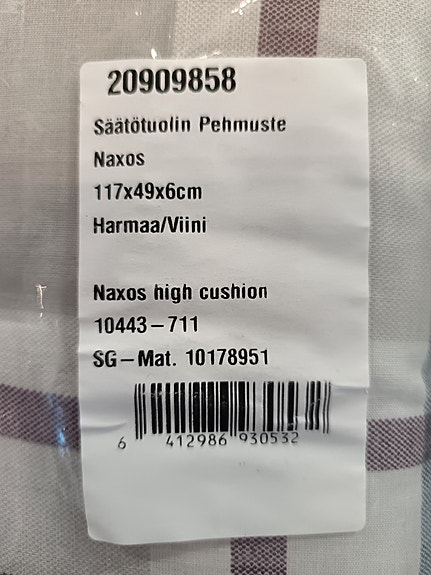 20909858
Säätötuolin Pehmuste
Naxos
117x49x6cm
Harmaa/Viini
Naxos high cushion
10443-711
SG-Mat. 10178951
6 412986 930532